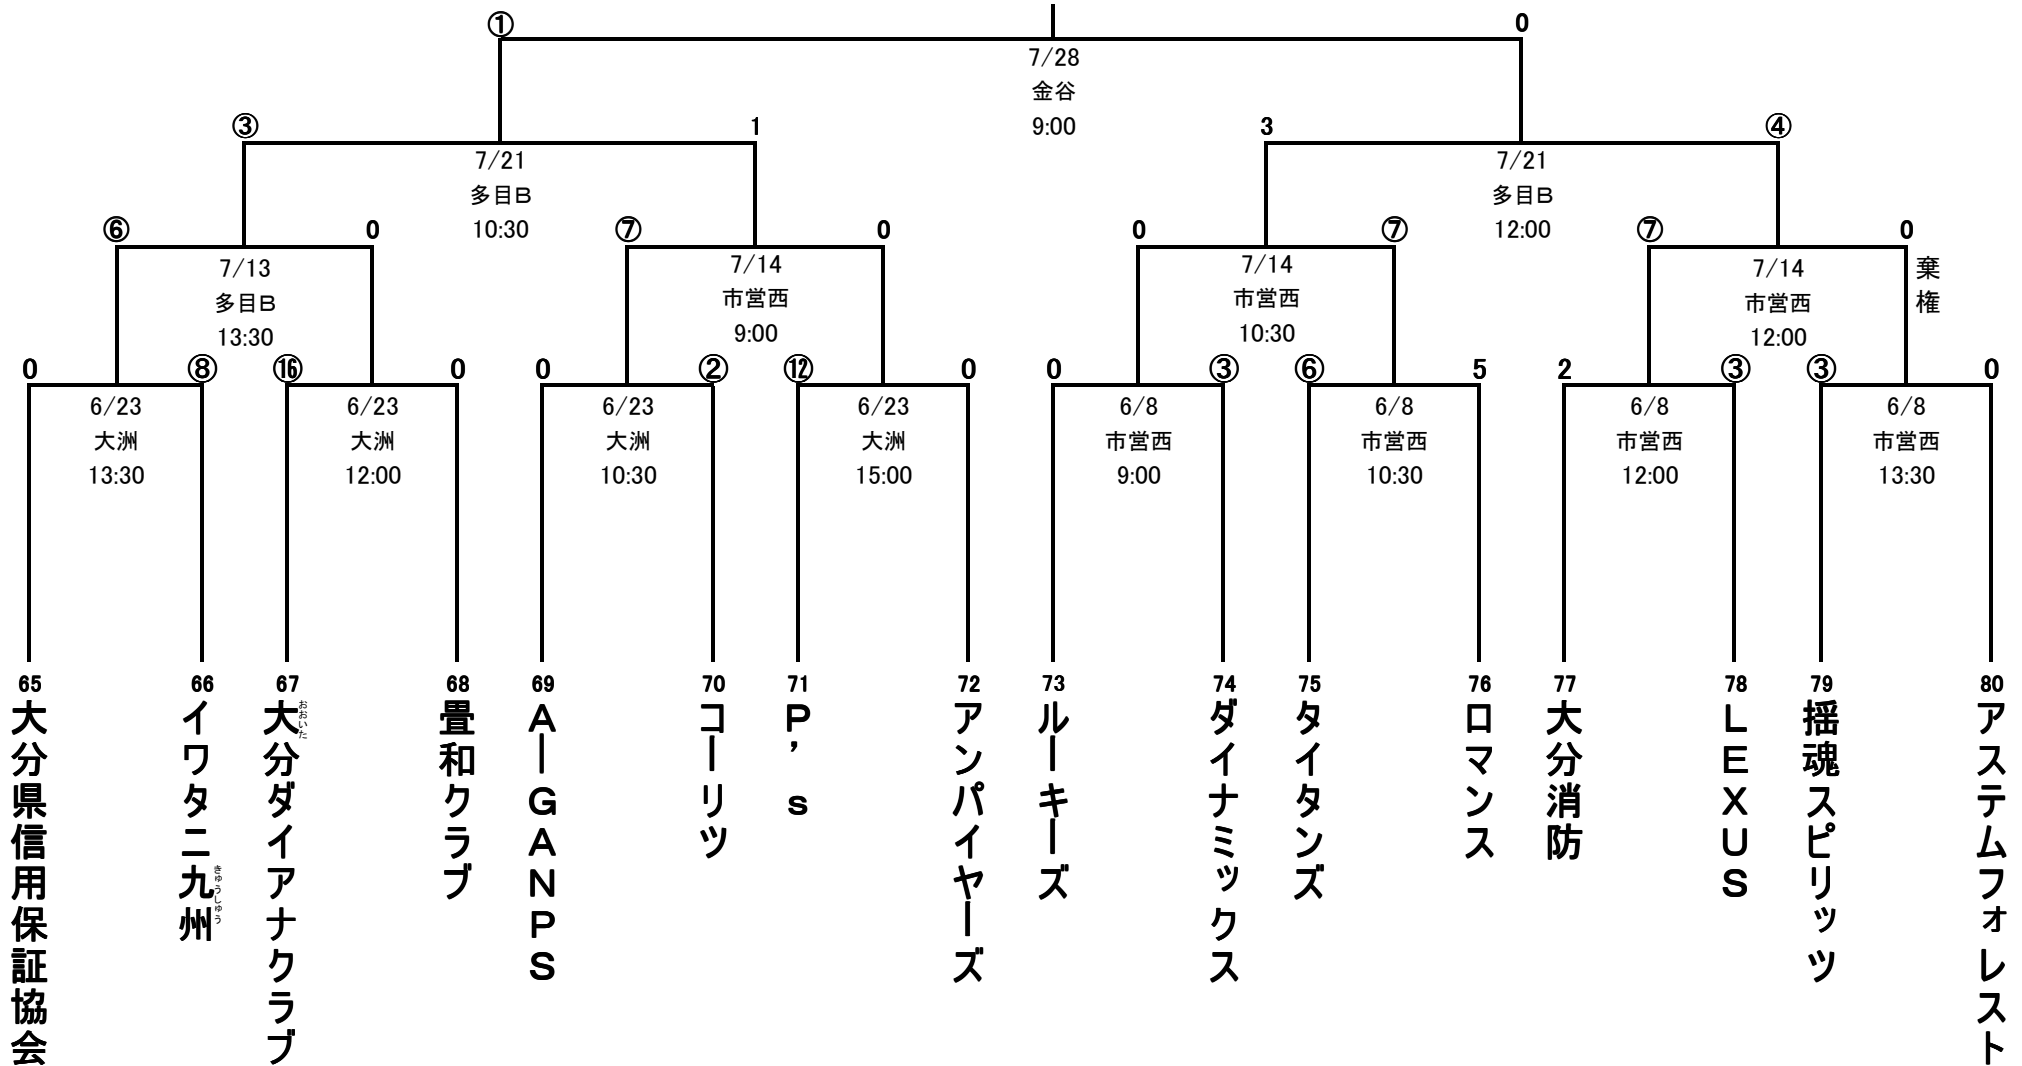 ① 0
7/28
金谷
9:00
③ 1 3 ④
7/21 7/21
多目B 多目B
10:30 12:00
⑥ 0 ⑦ 0 0 ⑦ ⑦ 0
棄権
7/13 7/14 7/14 7/14
多目B 市営西 市営西 市営西
13:30 9:00 10:30 12:00
0 ⑧ ⑯ 0 0 ② ⑫ 0 0 ③ ⑥ 5 2 ③ ③ 0
6/23 6/23 6/23 6/23 6/8 6/8 6/8 6/8
大洲 大洲 大洲 大洲 市営西 市営西 市営西 市営西
13:30 12:00 10:30 15:00 9:00 10:30 12:00 13:30
65 66 67 68 69 70 71 72 73 74 75 76 77 78 79 80
大分県信用保証協会
イワタニ九州
きゅうしゅう
大分ダイアナクラブ
おおいた
畳和クラブ
A－GANPS
コーリツ
P’s
アンパイヤーズ
ルーキーズ
ダイナミックス
タイタンズ
ロマンス
大分消防
LEXUS
揺魂スピリッツ
アステムフォレスト